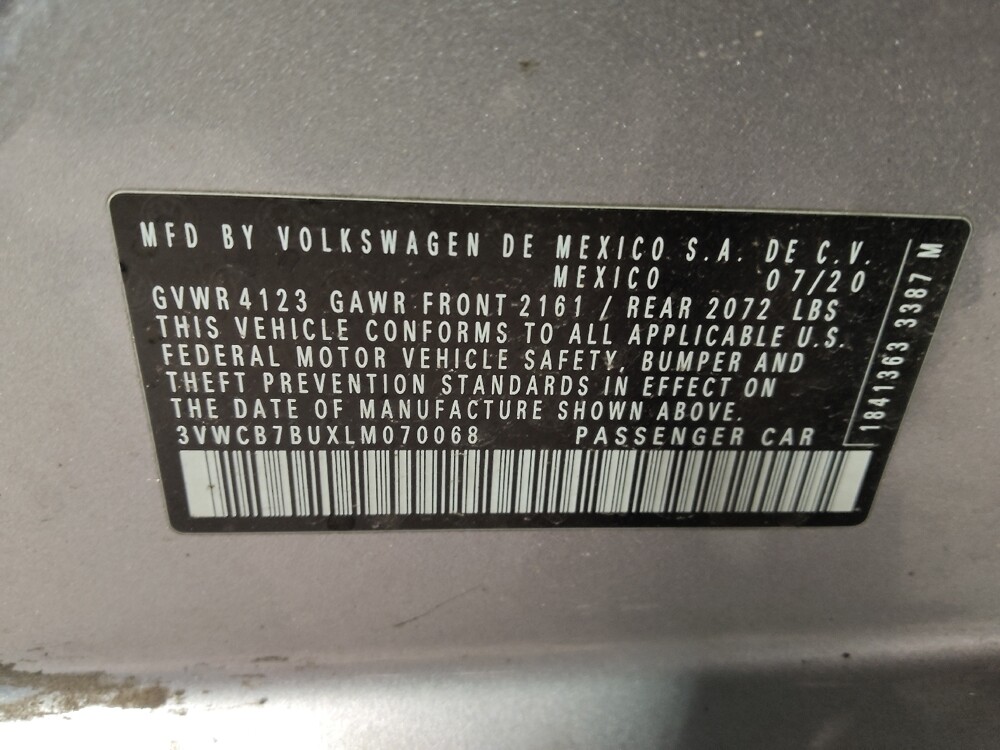 MFD BY VOLKSWAGEN DE MEXICO S.A. DE C.V.
MEXICO 07/20
GVWR 4123 GAWR FRONT 2161 / REAR 2072 LBS
THIS VEHICLE CONFORMS TO ALL APPLICABLE U.S.
FEDERAL MOTOR VEHICLE SAFETY, BUMPER AND
THEFT PREVENTION STANDARDS IN EFFECT ON
THE DATE OF MANUFACTURE SHOWN ABOVE.
3VWCB7BUXLM070068 PASSENGER CAR
1841363 3387 M